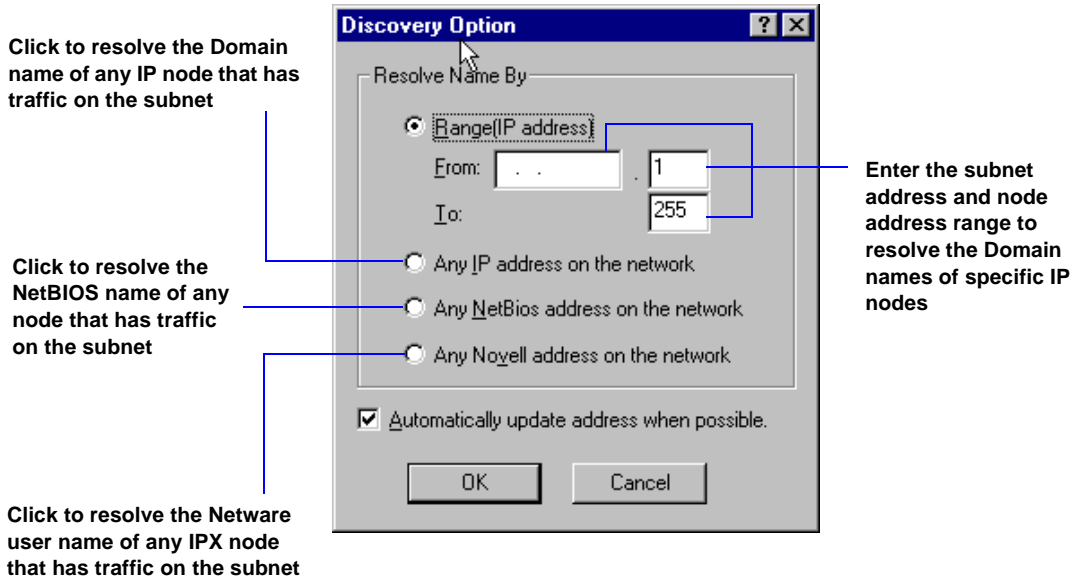 Click to resolve the Domain
name of any IP node that has
traffic on the subnet
Click to resolve the
NetBIOS name of any
node that has traffic
on the subnet
Click to resolve the Netware
user name of any IPX node
that has traffic on the subnet
Discovery Option
Resolve Name By
Range(IP address)
From: . . . 1
To: 255
Any IP address on the network
Any NetBios address on the network
Any Novell address on the network
Automatically update address when possible.
OK Cancel
Enter the subnet
address and node
address range to
resolve the Domain
names of specific IP
nodes